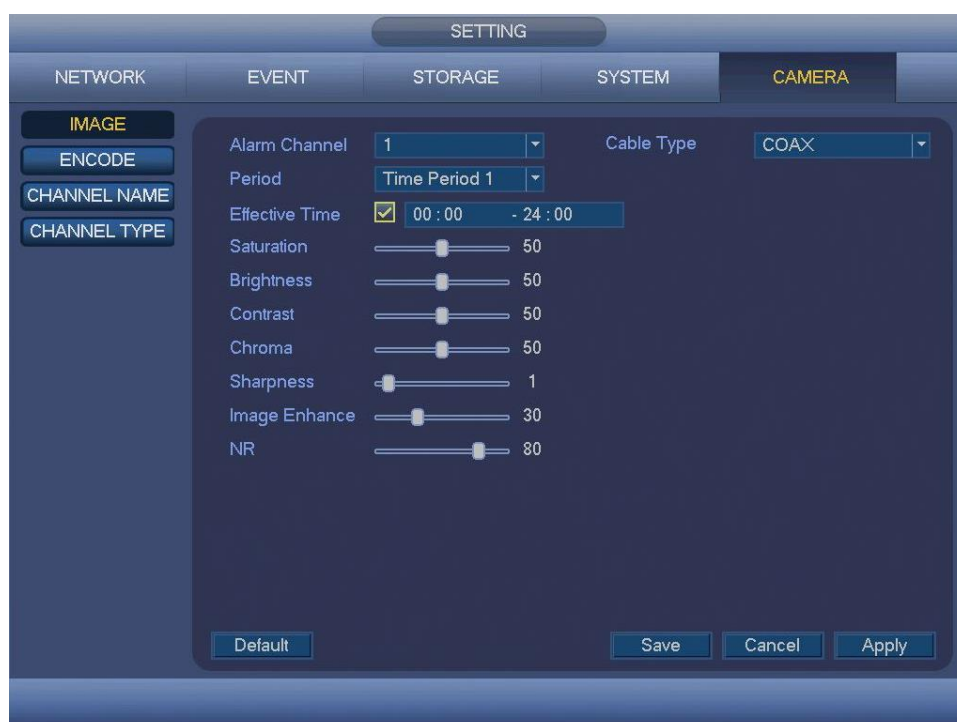 SETTING
NETWORK EVENT STORAGE SYSTEM CAMERA
IMAGE
ENCODE
CHANNEL NAME
CHANNEL TYPE
Alarm Channel 1 Cable Type COAX
Period Time Period 1
Effective Time 00 : 00 - 24 : 00
Saturation 50
Brightness 50
Contrast 50
Chroma 50
Sharpness 1
Image Enhance 30
NR 80
Default Save Cancel Apply